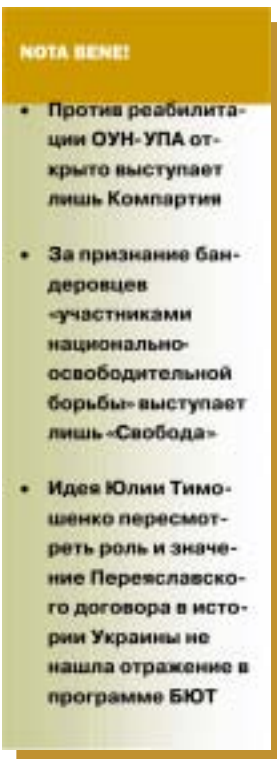 NOTA BENE!
• Против реабилита-
ции ОУН-УПА от-
крыто выступает
лишь Компартия
• За признание бан-
деровцев
«участниками
национально-
освободительной
борьбы» выступает
лишь «Свобода»
• Идея Юлии Тимо-
шенко пересмот-
реть роль и значе-
ние Переяславско-
го договора в исто-
рии Украины не
нашла отражение в
программе БЮТ